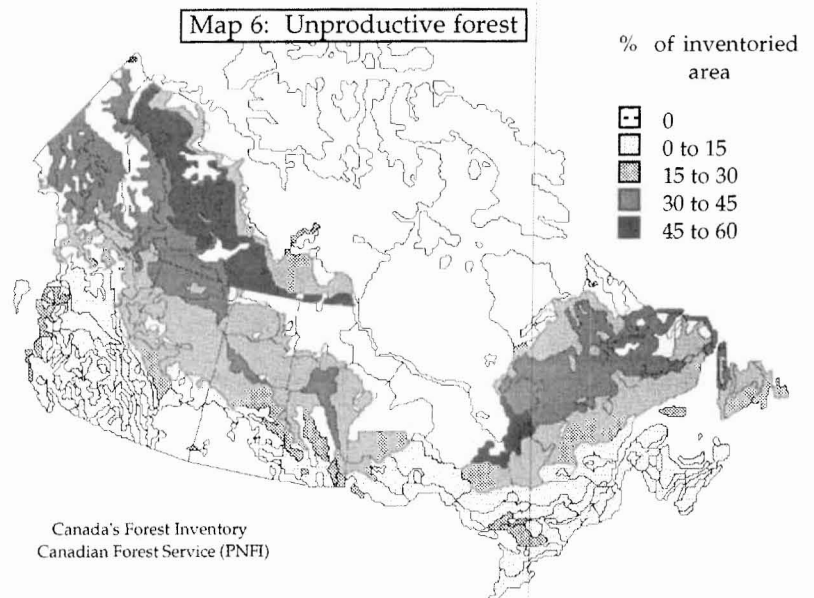 Map 6: Unproductive forest
% of inventoried
area
0
0 to 15
15 to 30
30 to 45
45 to 60
Canada's Forest Inventory
Canadian Forest Service (PNFI)